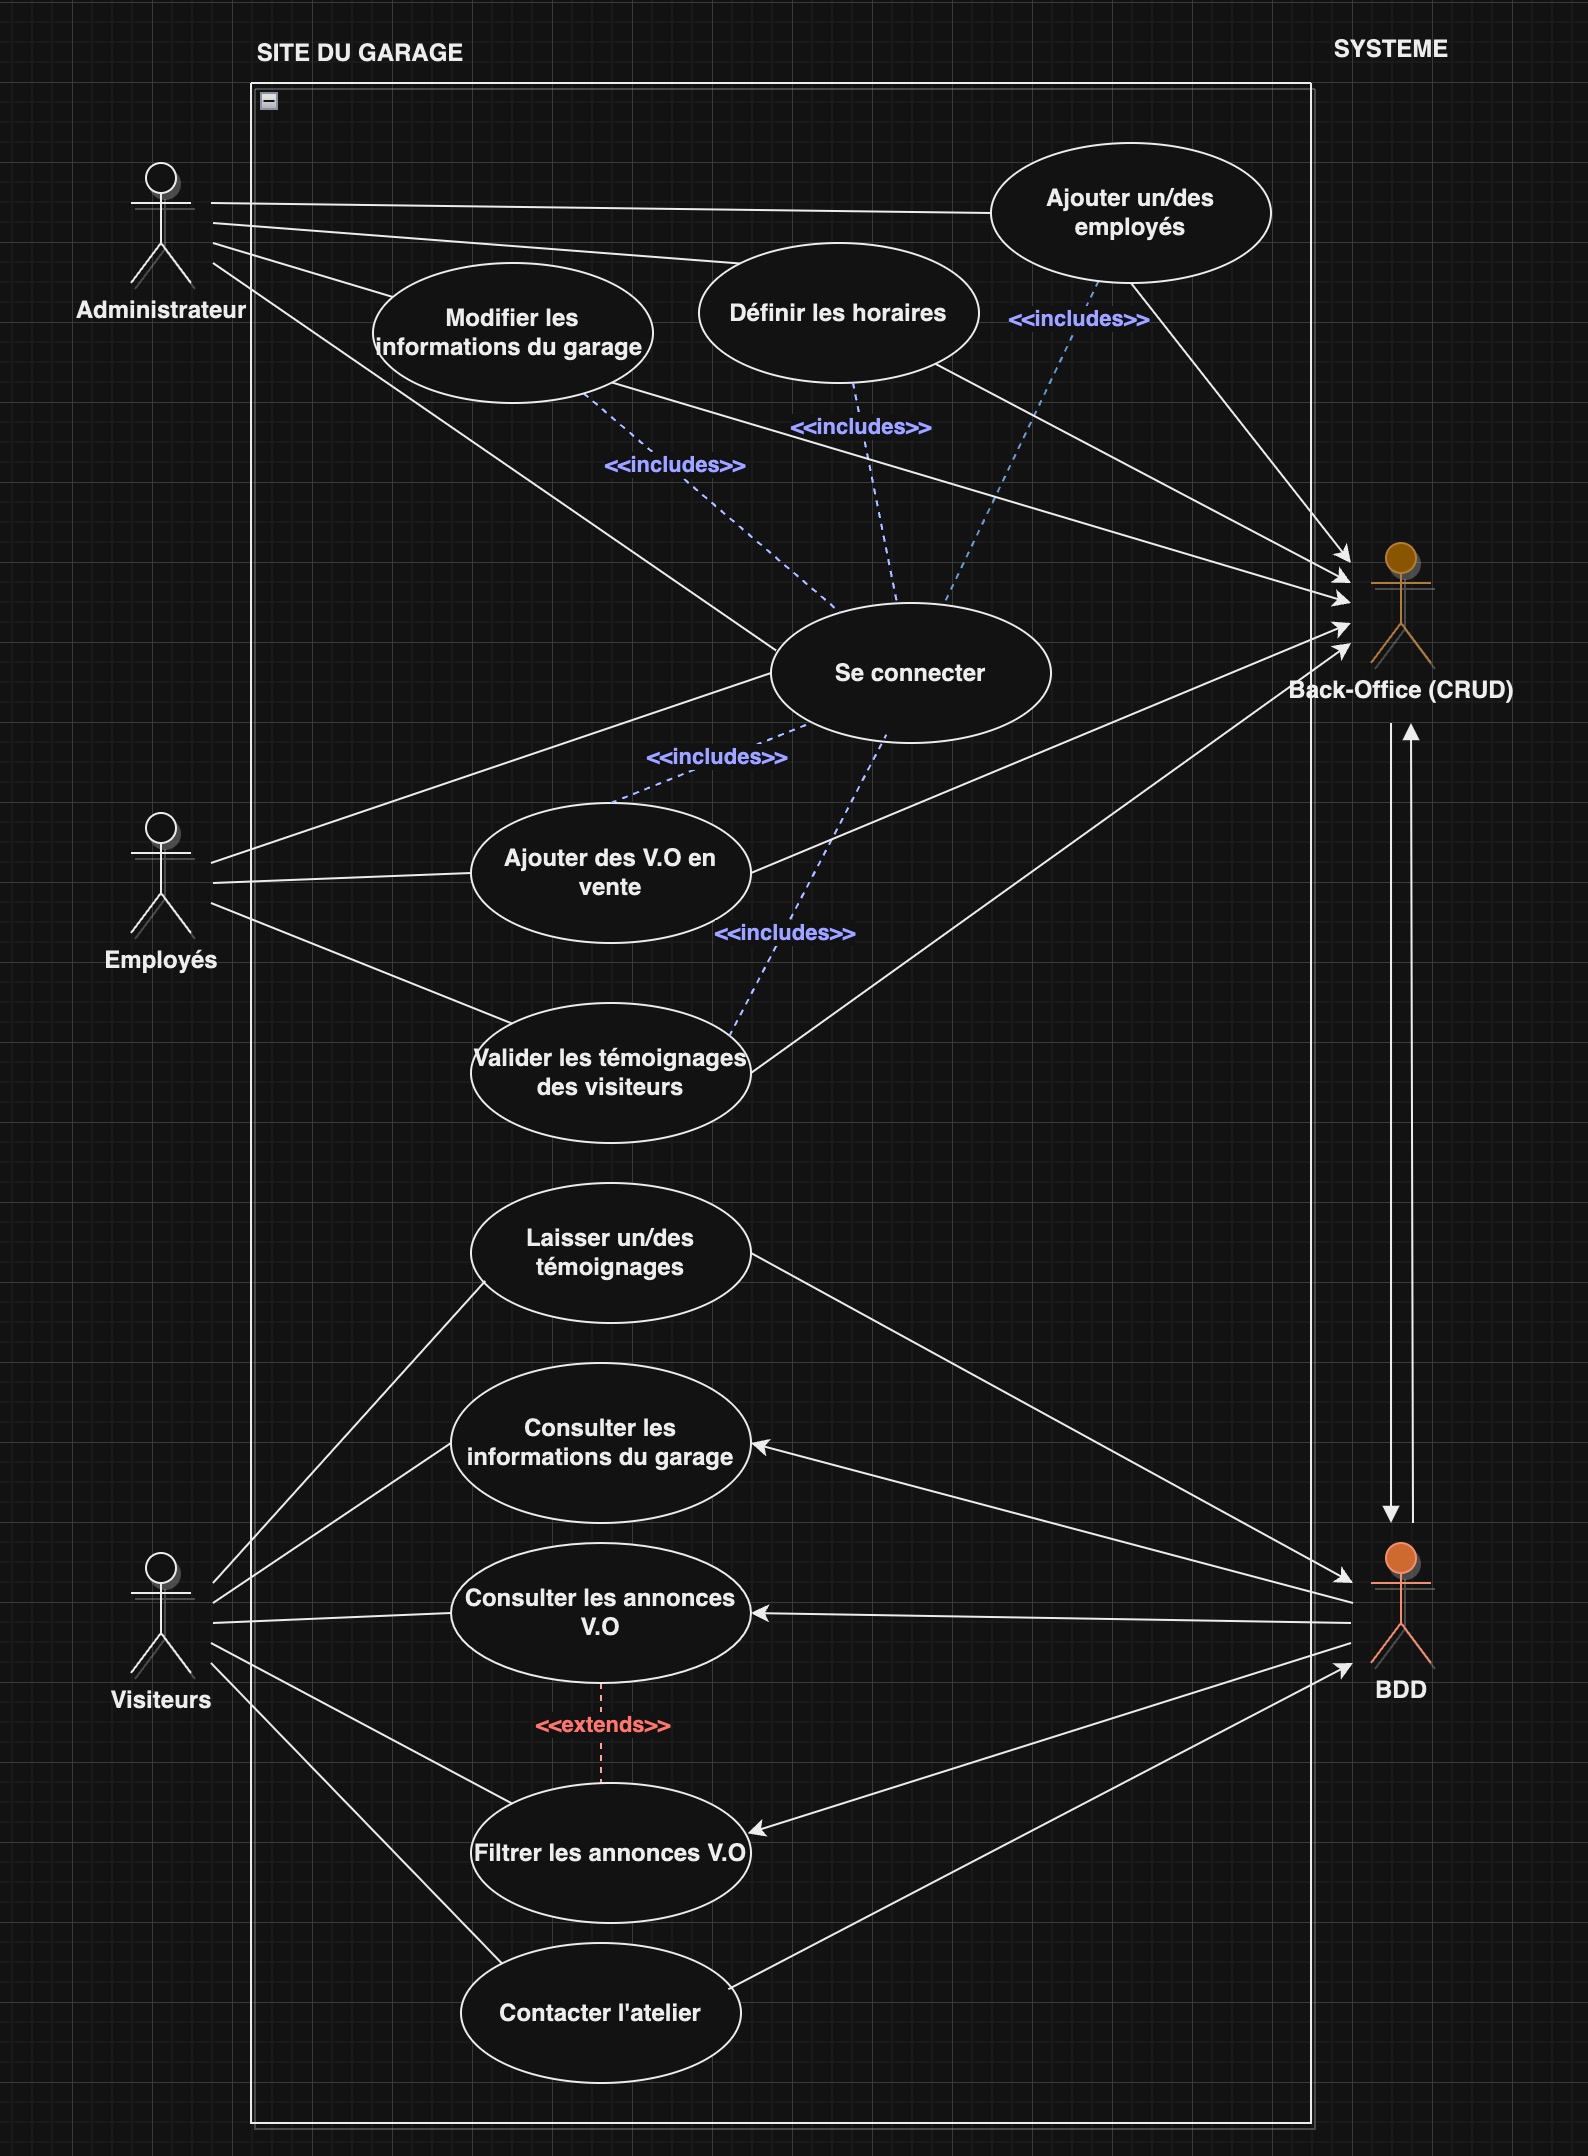 SITE DU GARAGE
SYSTEME
Ajouter un/des
employés
Administrateur
Modifier les
informations du garage
Définir les horaires
<<includes>>
<<includes>>
<<includes>>
Se connecter
Back-Office (CRUD)
<<includes>>
Ajouter des V.O en
vente
<<includes>>
Employés
Valider les témoignages
des visiteurs
Laisser un/des
témoignages
Consulter les
informations du garage
Consulter les annonces
V.O
Visiteurs
BDD
<<extends>>
Filtrer les annonces V.O
Contacter l'atelier